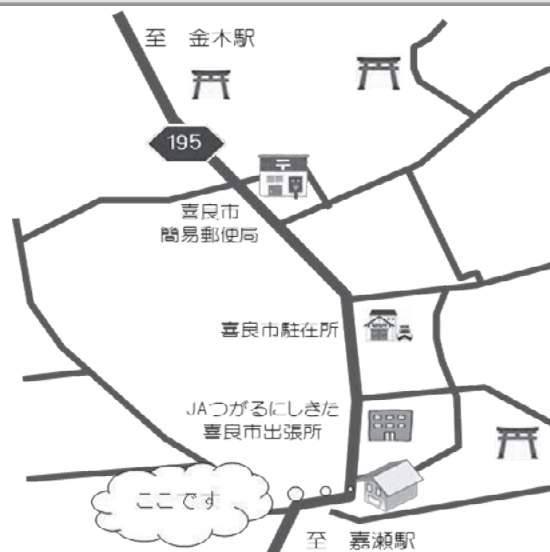 至 金木駅
195
〒
喜良市
簡易郵便局
喜良市駐在所
JAつがるにしきた
喜良市出張所
ここです
至 嘉瀬駅